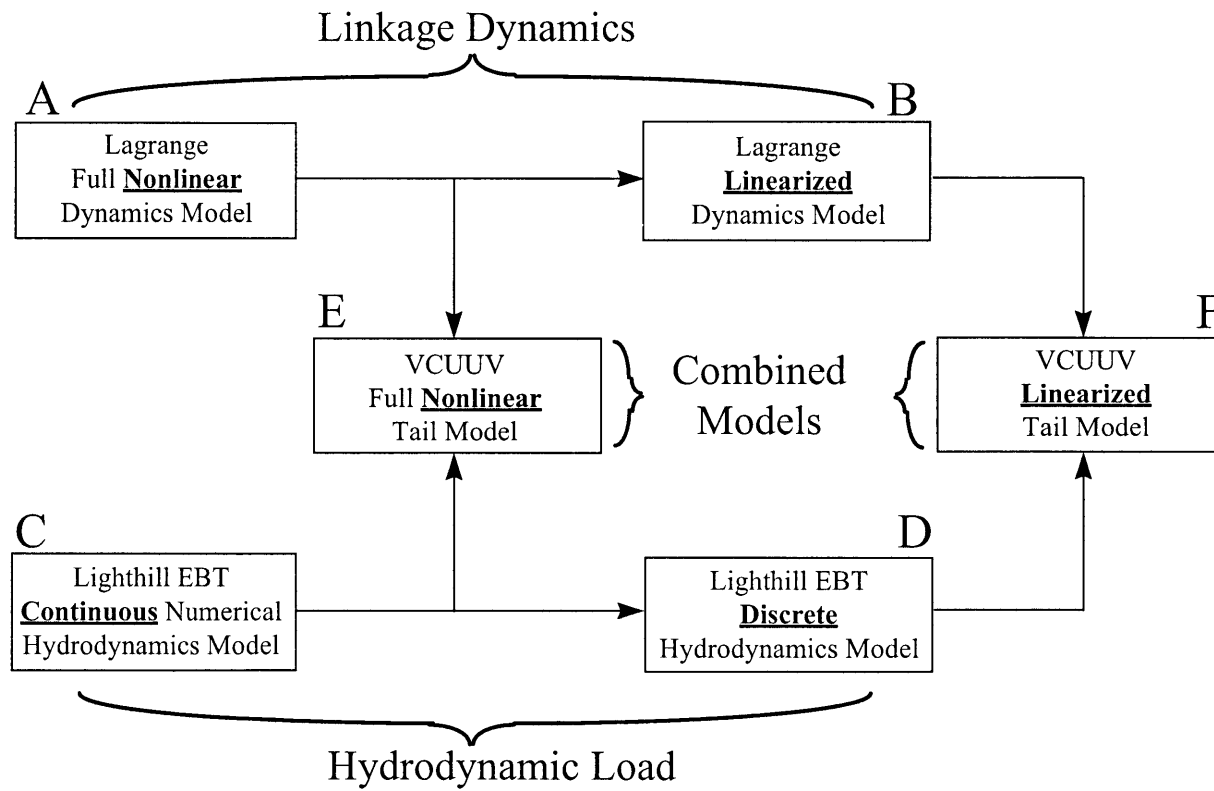 Linkage Dynamics
A
B
Lagrange
Full Nonlinear
Dynamics Model
Lagrange
Linearized
Dynamics Model
E
F
VCUUV
Full Nonlinear
Tail Model
Combined
Models
VCUUV
Linearized
Tail Model
C
D
Lighthill EBT
Continuous Numerical
Hydrodynamics Model
Lighthill EBT
Discrete
Hydrodynamics Model
Hydrodynamic Load